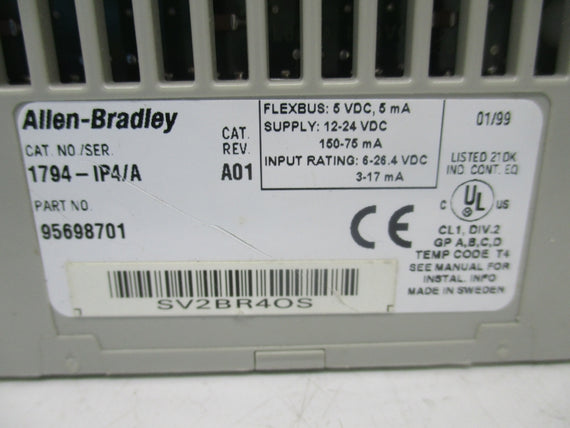 Allen-Bradley
CAT. NO./SER.
CAT.
REV.
1794-IP4/A
A01
PART NO.
95698701
FLEXBUS: 5 VDC, 5 mA
SUPPLY: 12-24 VDC
150-75 mA
INPUT RATING: 6-26.4 VDC
3-17 mA
01/99
LISTED 21DK
IND. CONT. EQ
C UL US
CE
CL1, DIV.2
GP A,B,C,D
TEMP CODE T4
SEE MANUAL FOR
INSTAL. INFO
MADE IN SWEDEN
SV2BR4OS